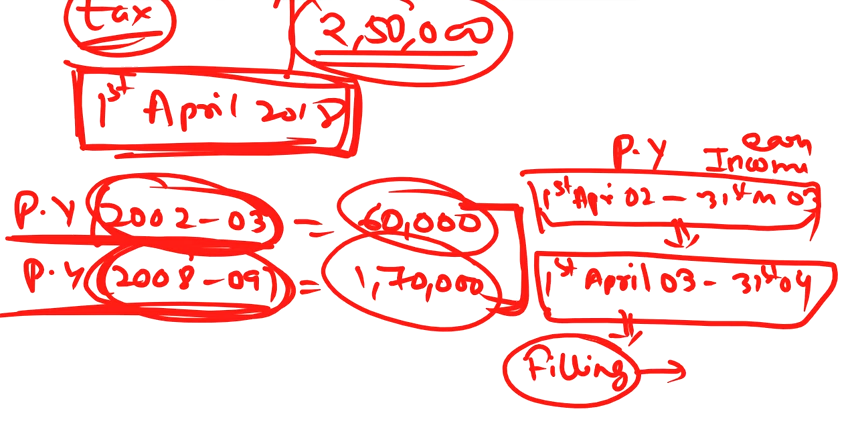 tax
2,50,000
1st April 2018
P.Y earn
Income
P.Y 2002-03 = 60,000
1st Apr 02 - 31st M 03
P.Y (2008-09) = 1,70,000
1st April 03 - 31st 04
Filling →